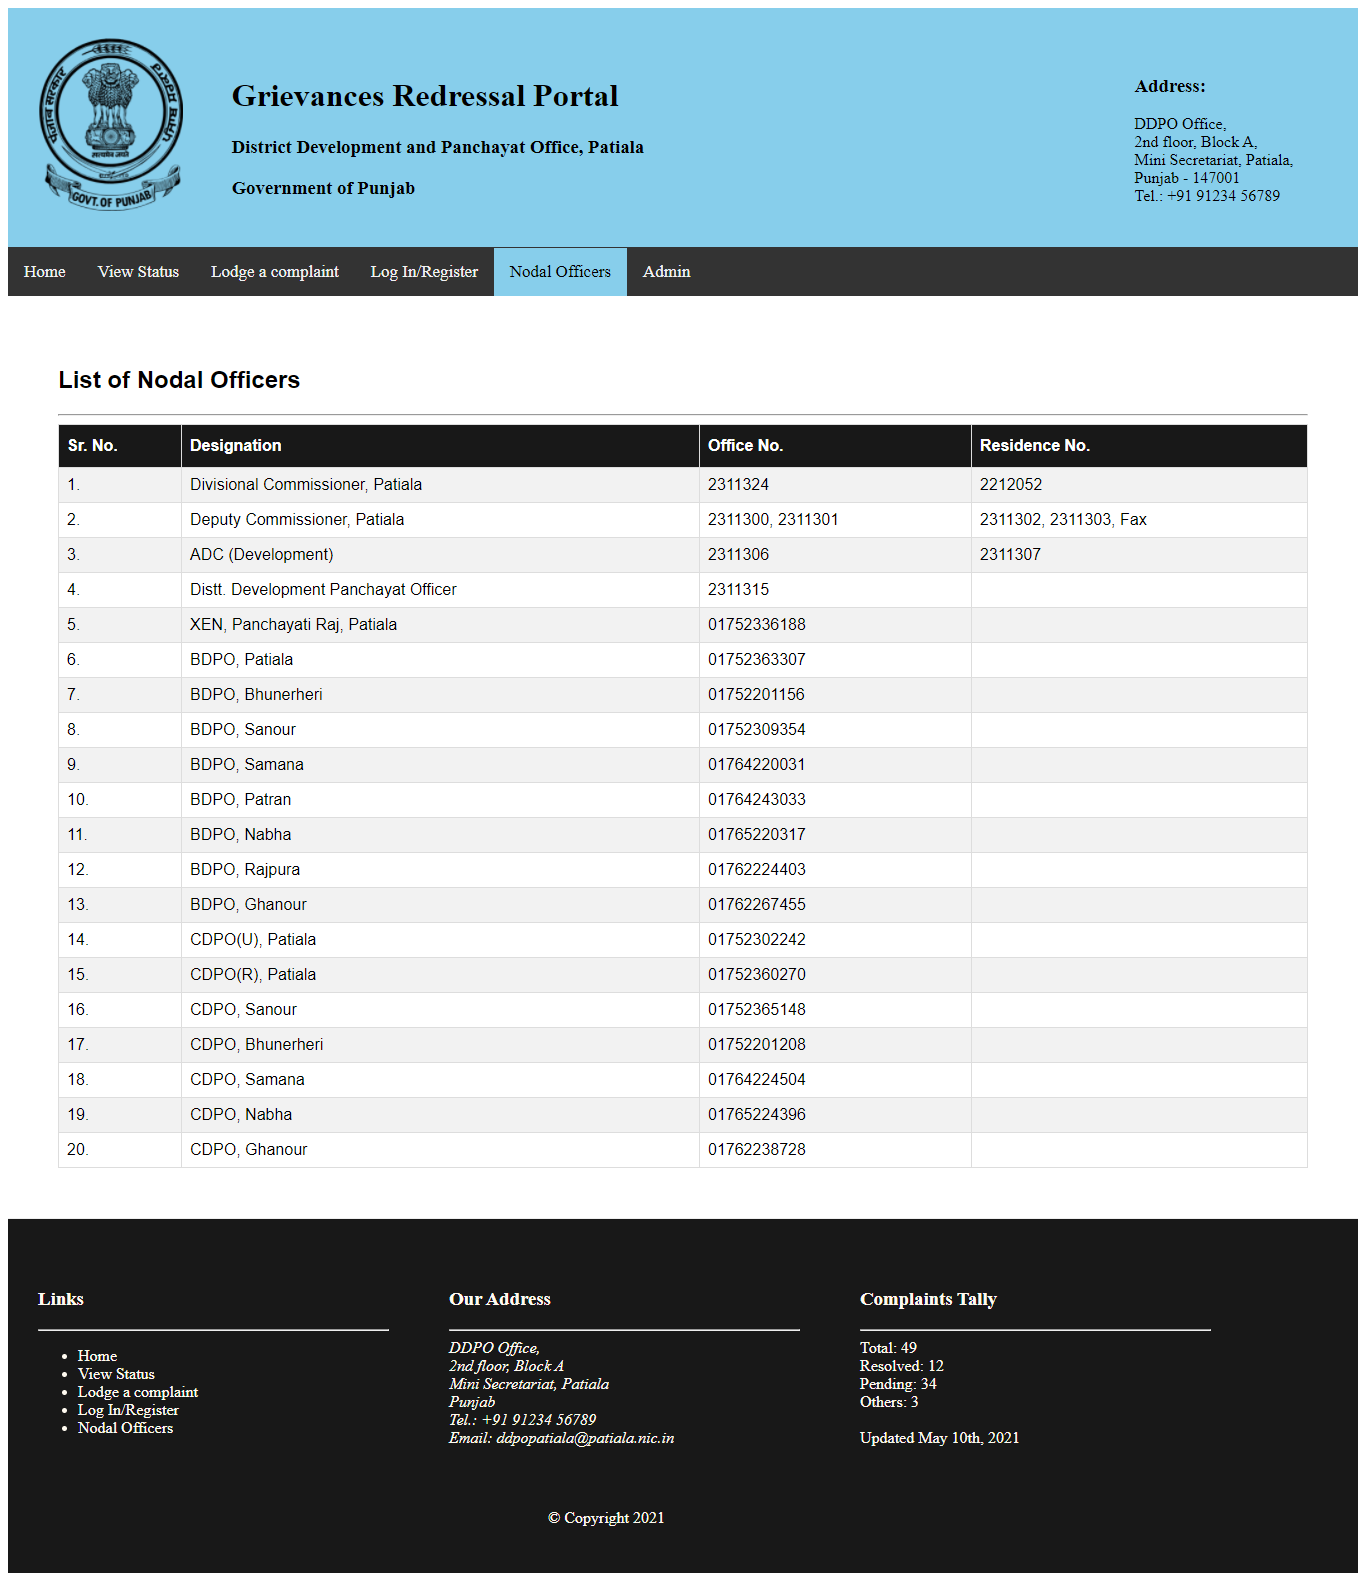 पंजाब सरकार
ਪੰਜਾਬ ਸਰਕਾਰ
सत्यमेव जयते
GOVT. OF PUNJAB
Grievances Redressal Portal
District Development and Panchayat Office, Patiala
Government of Punjab
Address:
DDPO Office,
2nd floor, Block A,
Mini Secretariat, Patiala,
Punjab - 147001
Tel.: +91 91234 56789
Home View Status Lodge a complaint Log In/Register Nodal Officers Admin
List of Nodal Officers
Sr. No. Designation Office No. Residence No.
1. Divisional Commissioner, Patiala 2311324 2212052
2. Deputy Commissioner, Patiala 2311300, 2311301 2311302, 2311303, Fax
3. ADC (Development) 2311306 2311307
4. Distt. Development Panchayat Officer 2311315
5. XEN, Panchayati Raj, Patiala 01752336188
6. BDPO, Patiala 01752363307
7. BDPO, Bhunerheri 01752201156
8. BDPO, Sanour 01752309354
9. BDPO, Samana 01764220031
10. BDPO, Patran 01764243033
11. BDPO, Nabha 01765220317
12. BDPO, Rajpura 01762224403
13. BDPO, Ghanour 01762267455
14. CDPO(U), Patiala 01752302242
15. CDPO(R), Patiala 01752360270
16. CDPO, Sanour 01752365148
17. CDPO, Bhunerheri 01752201208
18. CDPO, Samana 01764224504
19. CDPO, Nabha 01765224396
20. CDPO, Ghanour 01762238728
Links
• Home
• View Status
• Lodge a complaint
• Log In/Register
• Nodal Officers
Our Address
DDPO Office,
2nd floor, Block A
Mini Secretariat, Patiala
Punjab
Tel.: +91 91234 56789
Email: ddpopatiala@patiala.nic.in
Complaints Tally
Total: 49
Resolved: 12
Pending: 34
Others: 3
Updated May 10th, 2021
© Copyright 2021